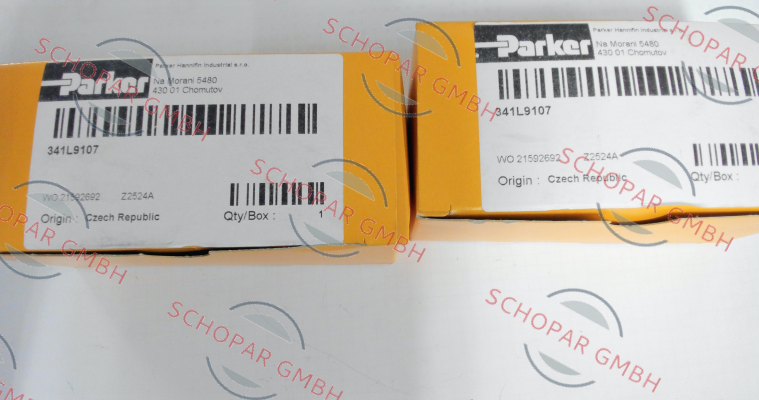 Parker
Parker Hannifin Industrial s.r.o.
Na Morani 5480
430 01 Chomutov
341L9107
WO 21592692 Z2524A
Origin : Czech Republic
Qty/Box : 1
Parker
Parker Hannifin Industrial
Na Morani 5480
430 01 Chomutov
341L9107
WO 21592692 Z2524A
Origin : Czech Republic
Qty/Box :
SCHOPAR GMBH
SCHOPAR GMBH
SCHOPAR GMBH
SCHOPAR GMBH
SCHOPAR GMBH
SCHOPAR GMBH
SCHOPAR GMBH